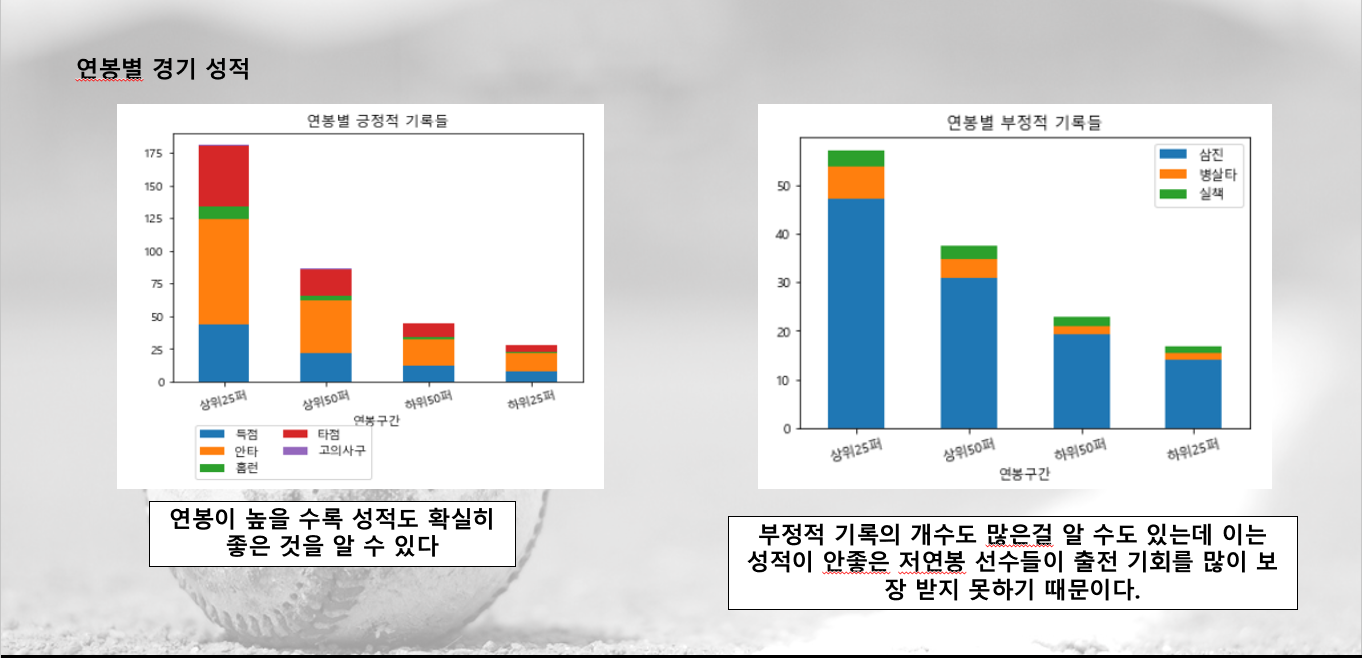 연봉별 경기 성적
연봉별 긍정적 기록들
175
150
125
100
75
50
25
0
상위25퍼
상위50퍼
하위50퍼
하위25퍼
연봉구간
득점
안타
홈런
타점
고의사구
연봉이 높을 수록 성적도 확실히
좋은 것을 알 수 있다
연봉별 부정적 기록들
50
40
30
20
10
0
삼진
병살타
실책
상위25퍼
상위50퍼
하위50퍼
하위25퍼
연봉구간
부정적 기록의 개수도 많은걸 알 수도 있는데 이는
성적이 안좋은 저연봉 선수들이 출전 기회를 많이 보
장 받지 못하기 때문이다.